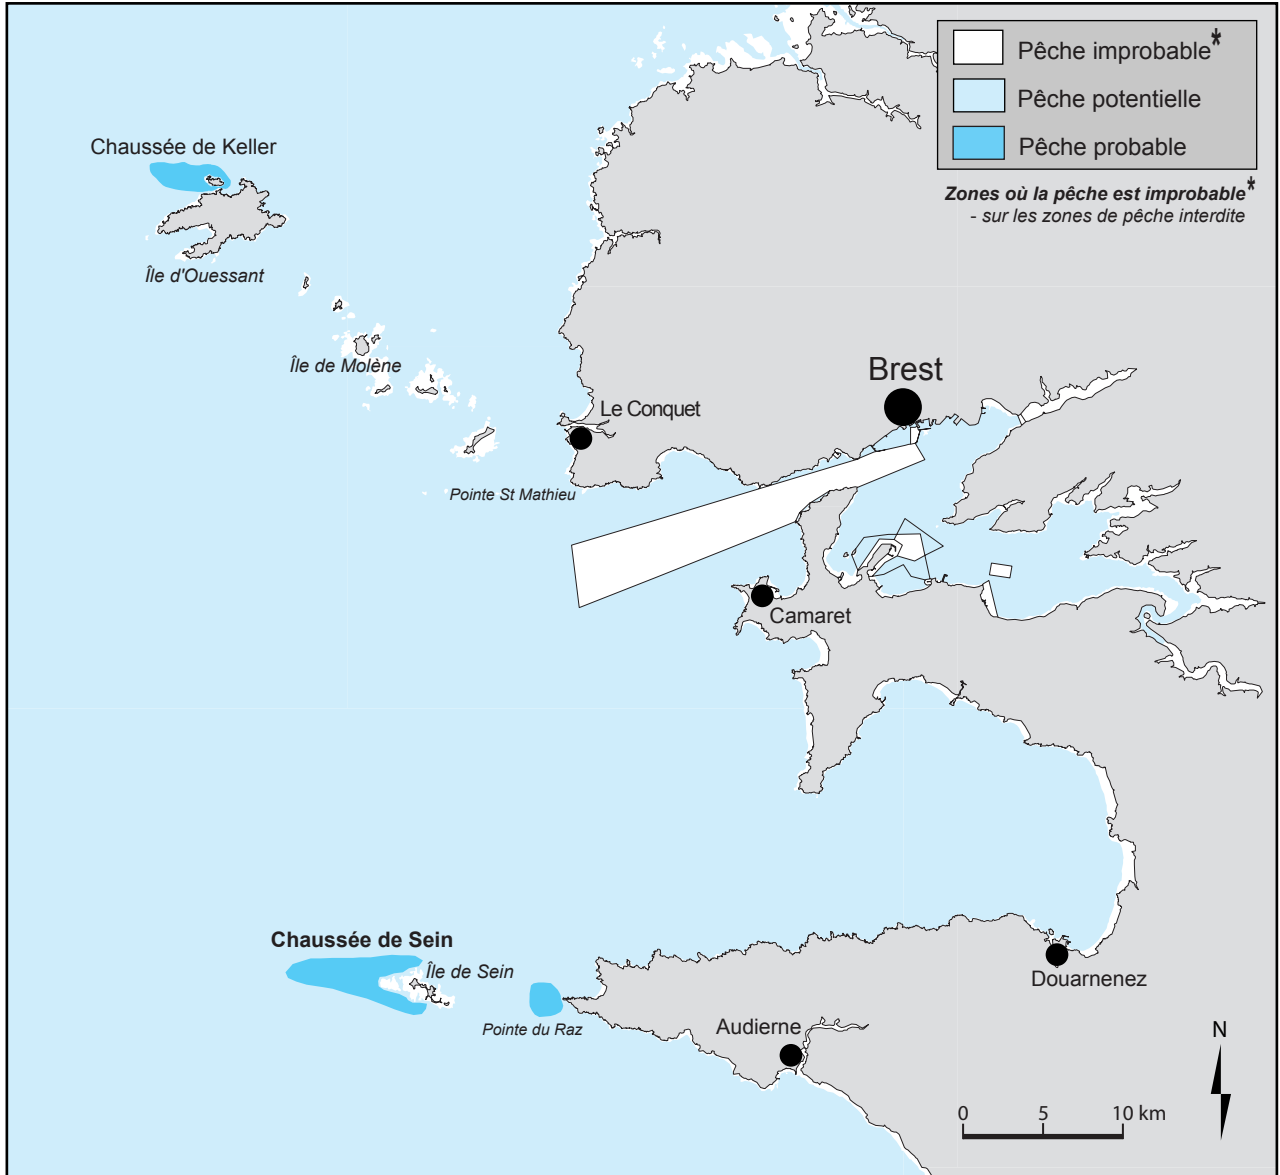 Pêche improbable*
Pêche potentielle
Pêche probable
Zones où la pêche est improbable*
- sur les zones de pêche interdite
Chaussée de Keller
Île d'Ouessant
Île de Molène
Brest
Le Conquet
Pointe St Mathieu
Camaret
Chaussée de Sein
Île de Sein
Pointe du Raz
Douarnenez
Audierne
N
0 5 10 km